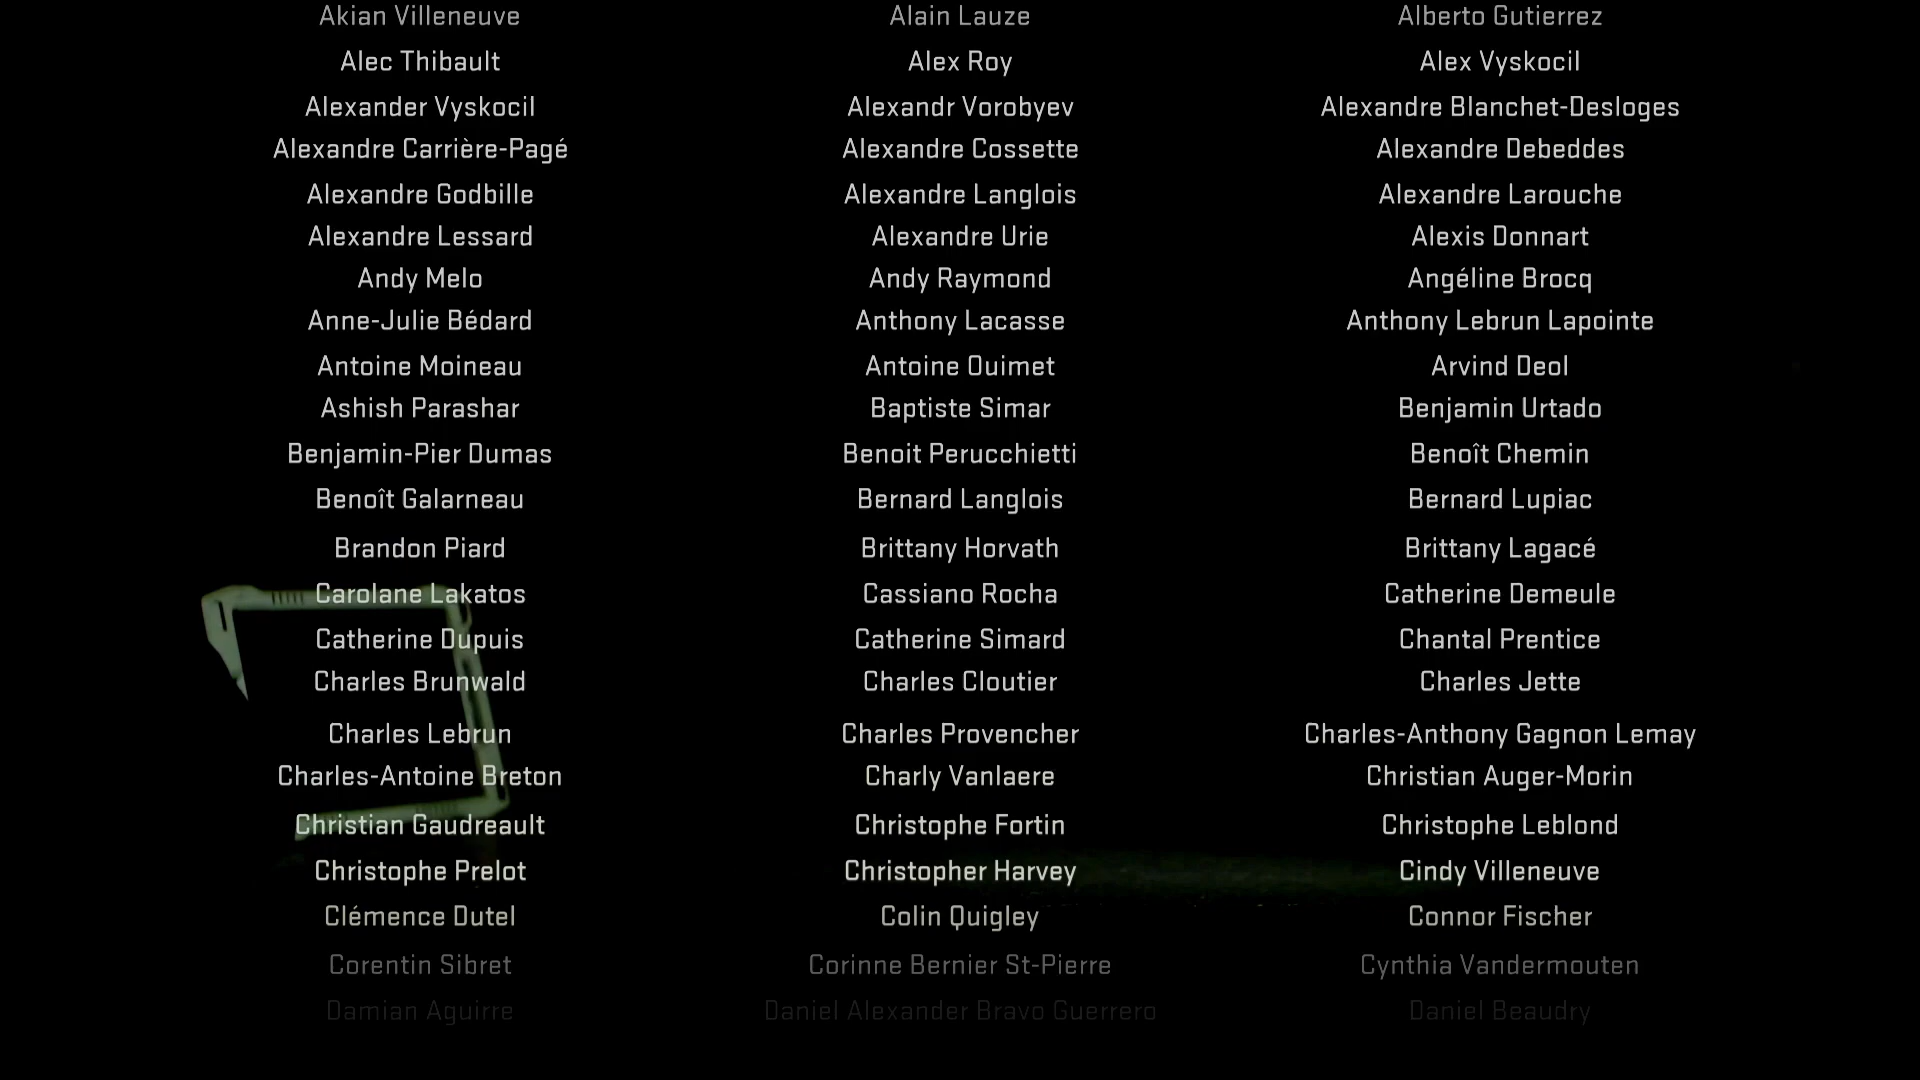 Akian Villeneuve Alain Lauze Alberto Gutierrez
Alec Thibault Alex Roy Alex Vyskocil
Alexander Vyskocil Alexandr Vorobyev Alexandre Blanchet-Desloges
Alexandre Carrière-Pagé Alexandre Cossette Alexandre Debeddes
Alexandre Godbille Alexandre Langlois Alexandre Larouche
Alexandre Lessard Alexandre Urie Alexis Donnart
Andy Melo Andy Raymond Angéline Brocq
Anne-Julie Bédard Anthony Lacasse Anthony Lebrun Lapointe
Antoine Moineau Antoine Ouimet Arvind Deol
Ashish Parashar Baptiste Simar Benjamin Urtado
Benjamin-Pier Dumas Benoit Perucchietti Benoît Chemin
Benoît Galarneau Bernard Langlois Bernard Lupiac
Brandon Piard Brittany Horvath Brittany Lagacé
Carolane Lakatos Cassiano Rocha Catherine Demeule
Catherine Dupuis Catherine Simard Chantal Prentice
Charles Brunwald Charles Cloutier Charles Jette
Charles Lebrun Charles Provencher Charles-Anthony Gagnon Lemay
Charles-Antoine Breton Charly Vanlaere Christian Auger-Morin
Christian Gaudreault Christophe Fortin Christophe Leblond
Christophe Prelot Christopher Harvey Cindy Villeneuve
Clémence Dutel Colin Quigley Connor Fischer
Corentin Sibret Corinne Bernier St-Pierre Cynthia Vandermouten
Damian Aguirre Daniel Alexander Bravo Guerrero Daniel Beaudry